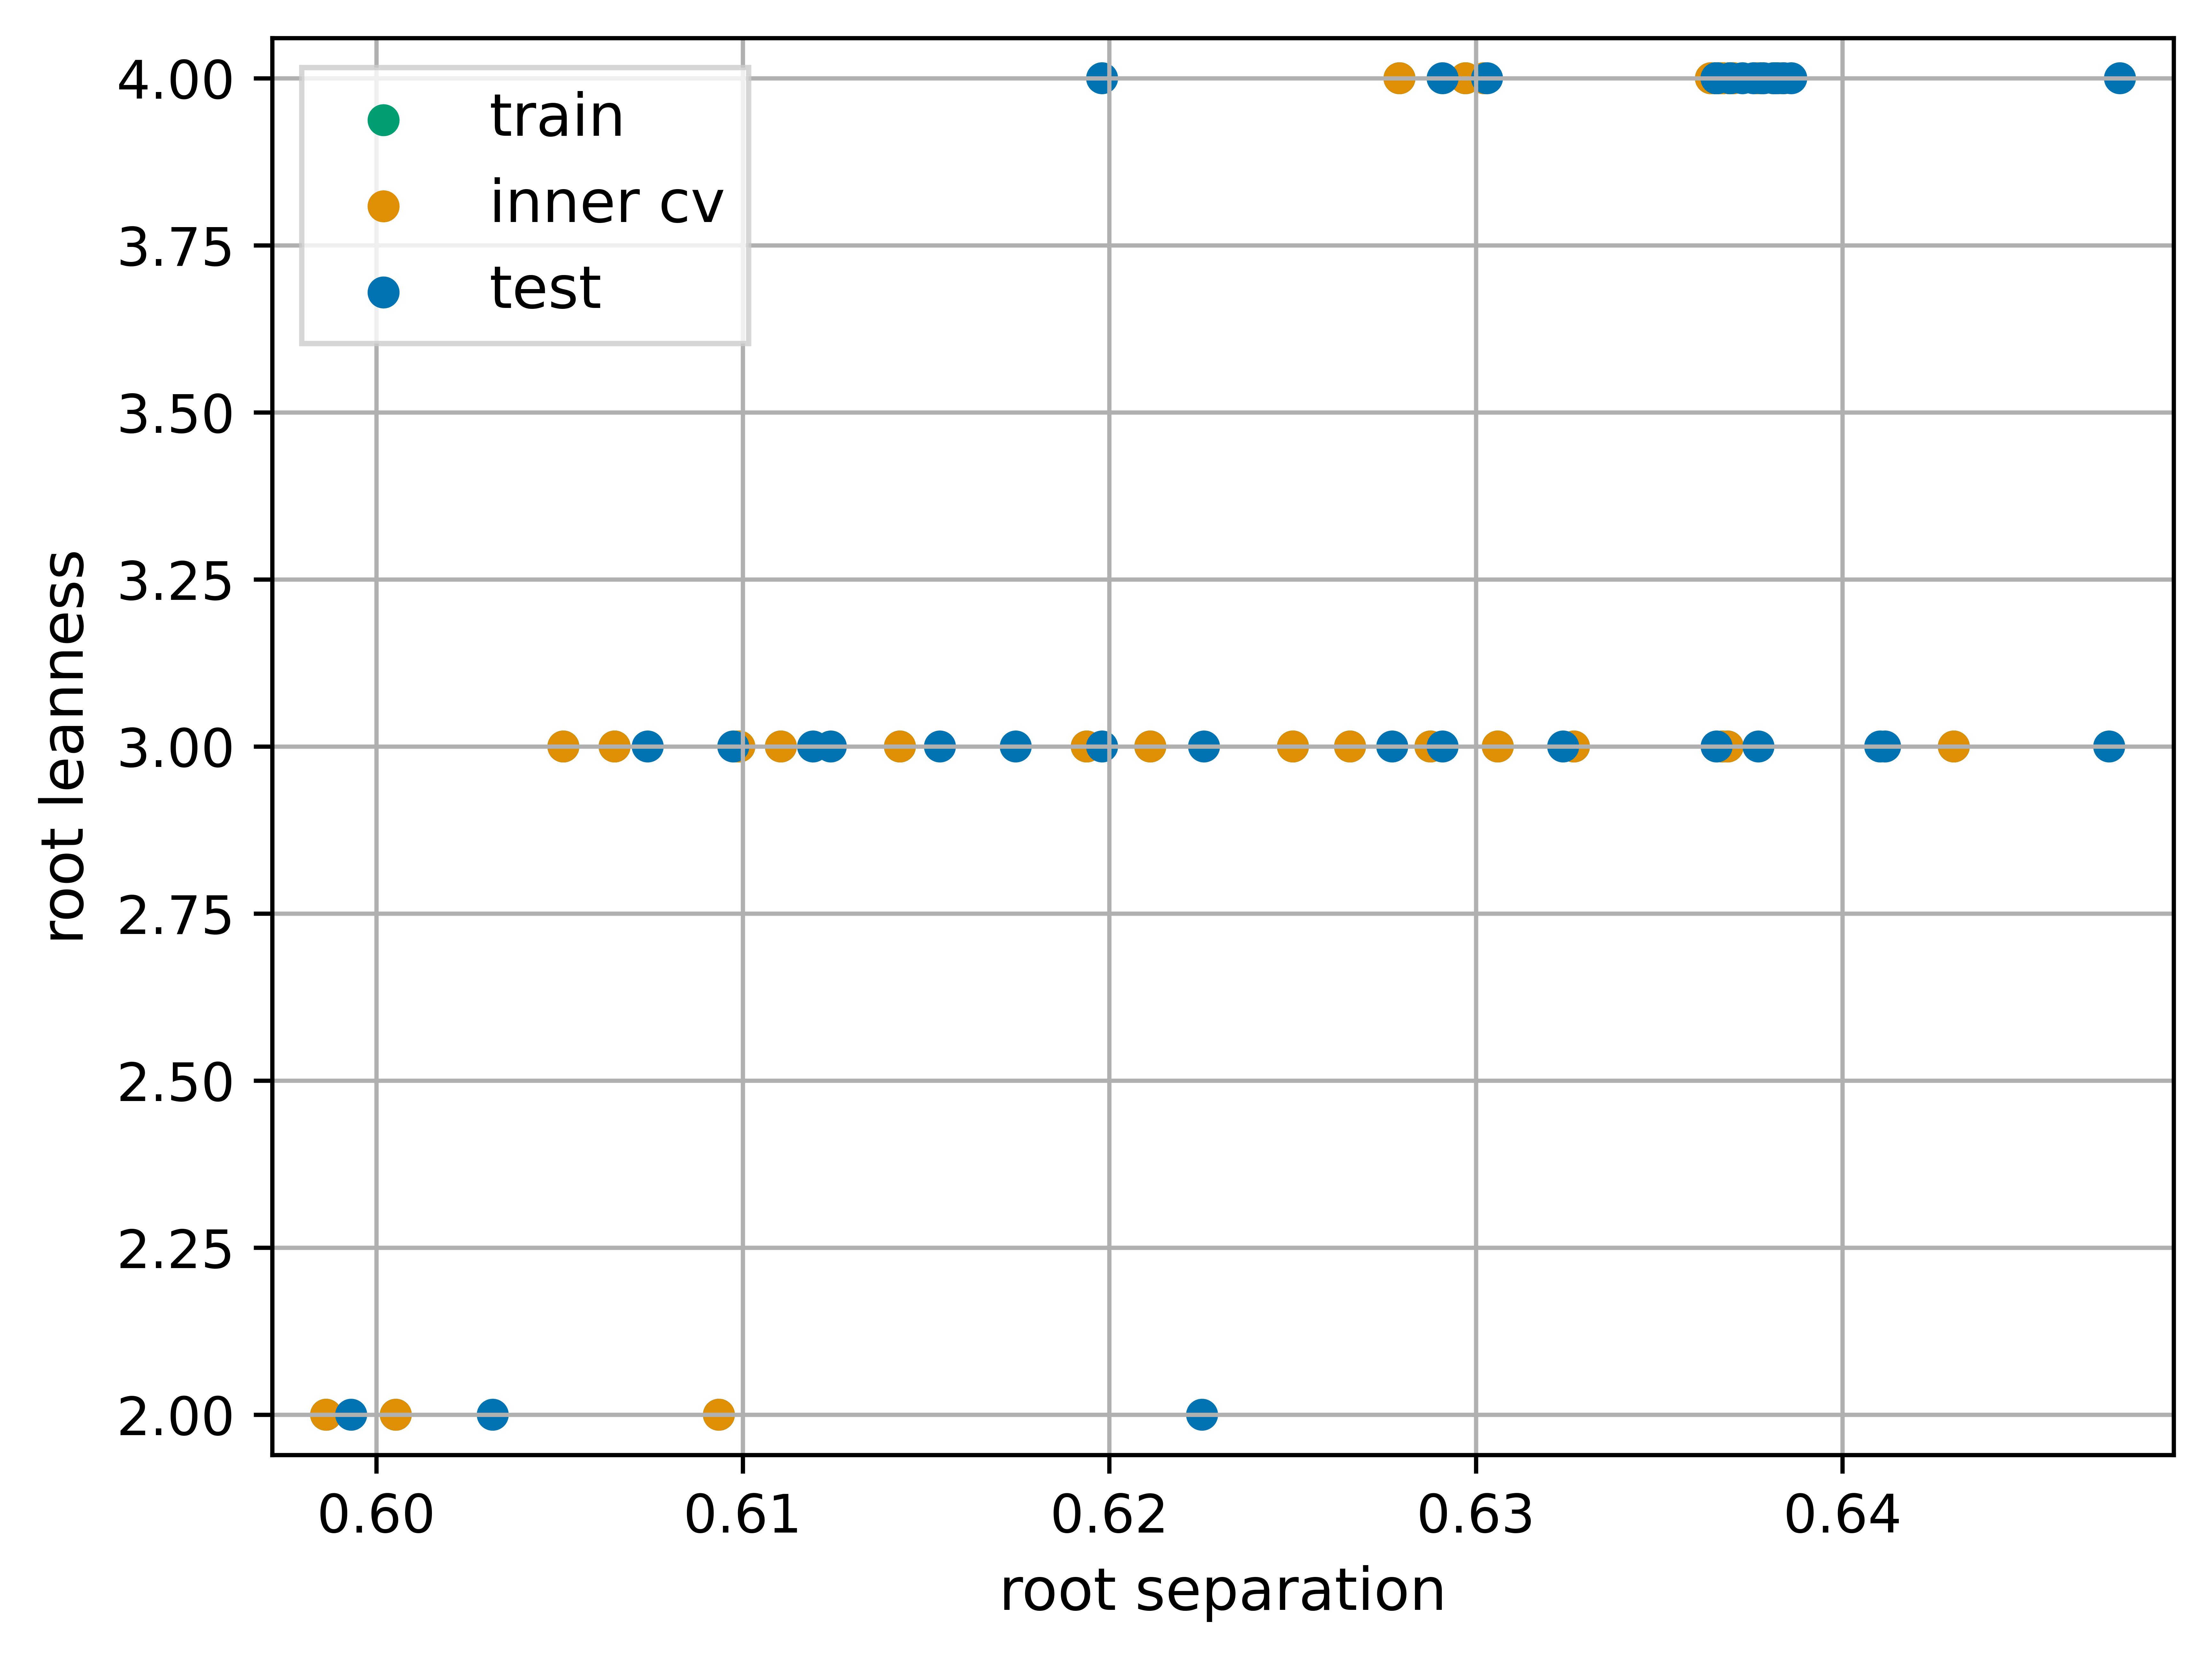 4.00
3.75
3.50
3.25
3.00
2.75
2.50
2.25
2.00
root leanness
train
inner cv
test
0.60 0.61 0.62 0.63 0.64
root separation